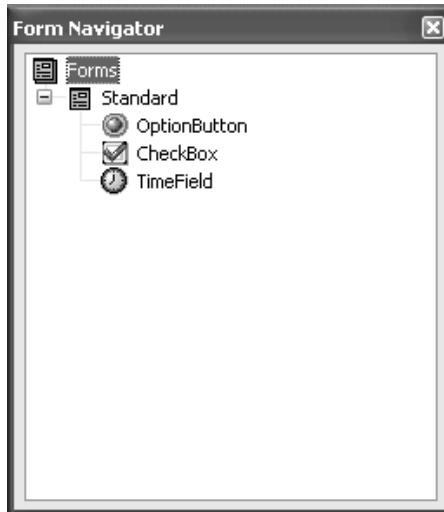 Form Navigator
Forms
Standard
OptionButton
CheckBox
TimeField